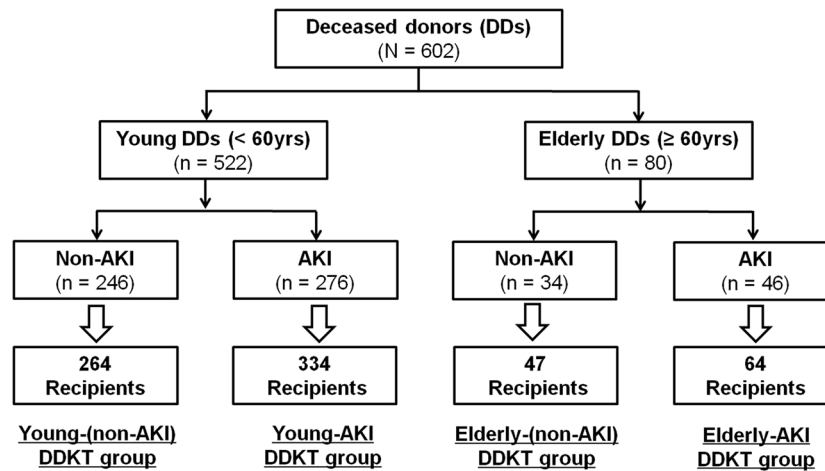 Deceased donors (DDs)
(N = 602)
Young DDs (< 60yrs)
(n = 522)
Elderly DDs (≥ 60yrs)
(n = 80)
Non-AKI
(n = 246)
AKI
(n = 276)
Non-AKI
(n = 34)
AKI
(n = 46)
264
Recipients
334
Recipients
47
Recipients
64
Recipients
Young-(non-AKI)
DDKT group
Young-AKI
DDKT group
Elderly-(non-AKI)
DDKT group
Elderly-AKI
DDKT group